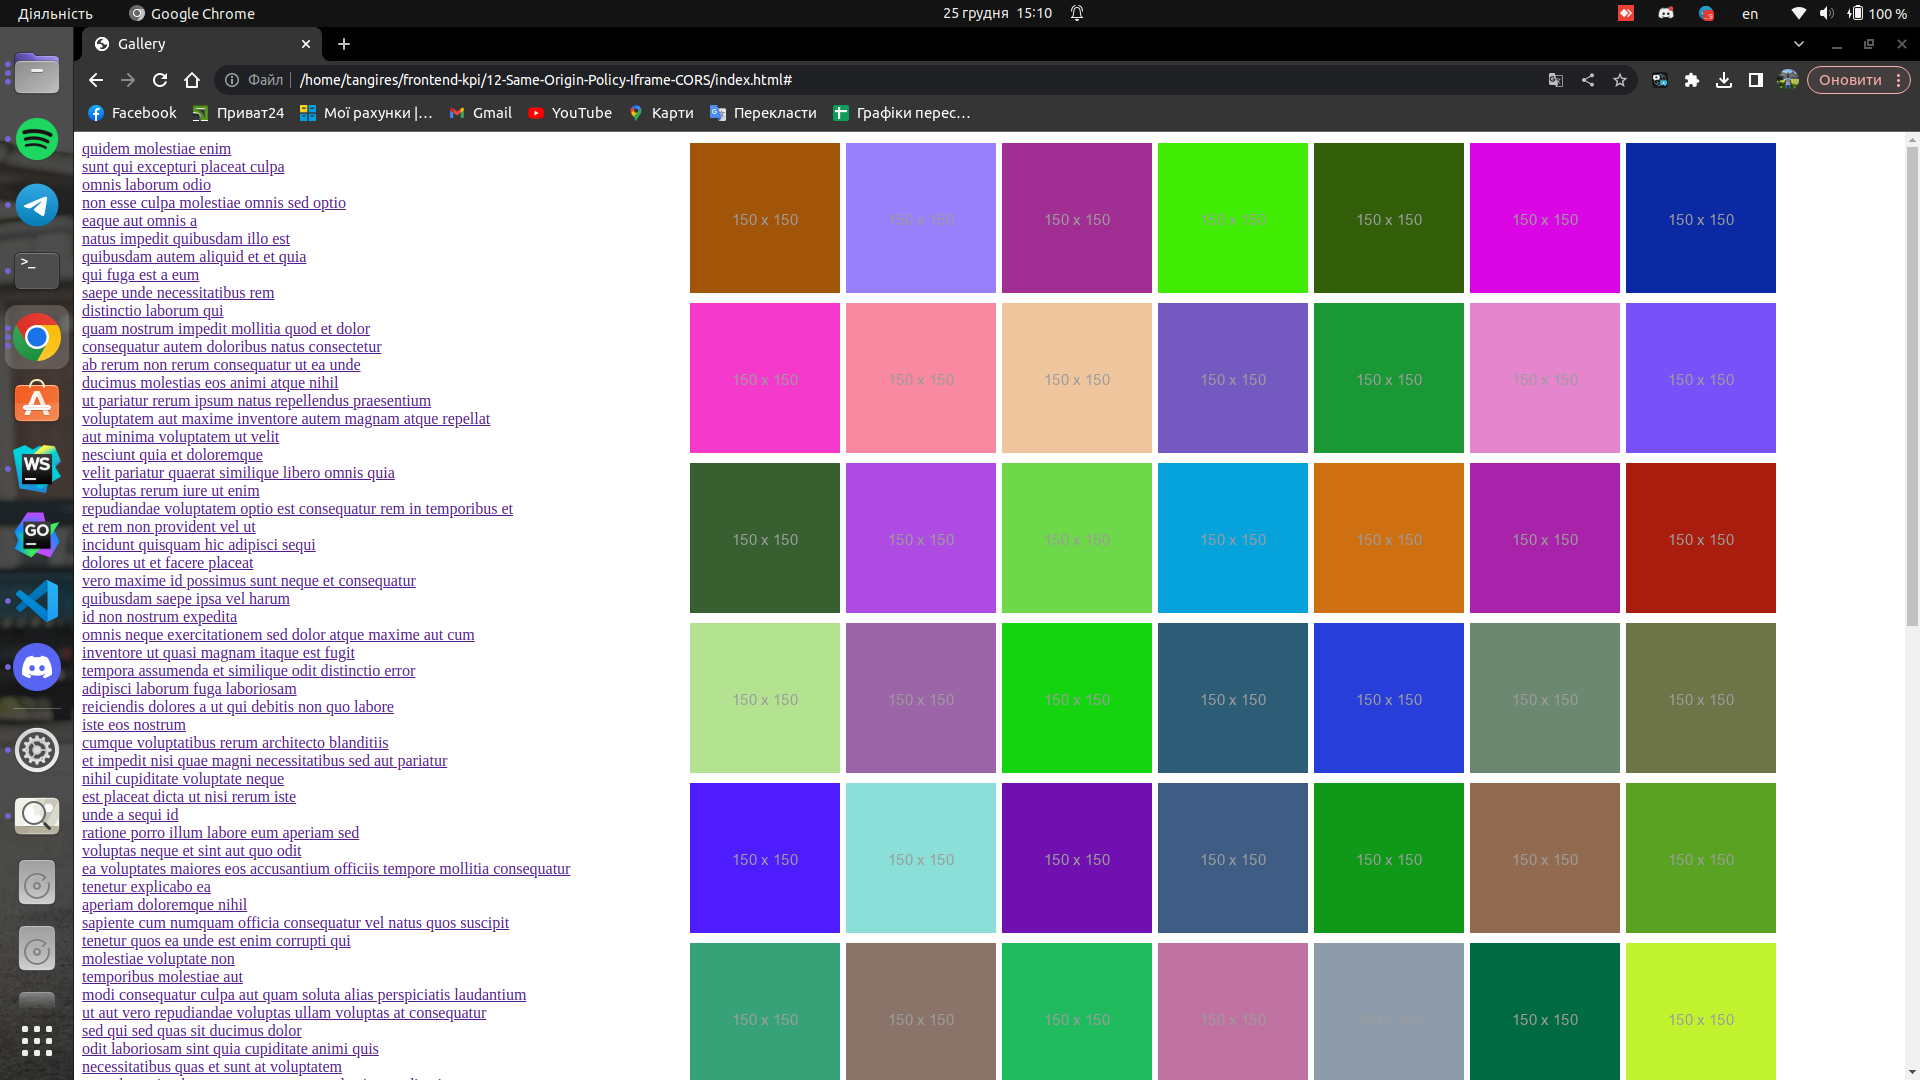 Діяльність
Google Chrome
25 грудня 15:10
en
100 %
Gallery
Файл
/home/tangires/frontend-kpi/12-Same-Origin-Policy-Iframe-CORS/index.html#
Оновити
Facebook
Приват24
Мої рахунки |...
Gmail
YouTube
Карти
Перекласти
Графіки перес...
WS
GO
quidem molestiae enim
sunt qui excepturi placeat culpa
omnis laborum odio
non esse culpa molestiae omnis sed optio
eaque aut omnis a
natus impedit quibusdam illo est
quibusdam autem aliquid et et quia
qui fuga est a eum
saepe unde necessitatibus rem
distinctio laborum qui
quam nostrum impedit mollitia quod et dolor
consequatur autem doloribus natus consectetur
ab rerum non rerum consequatur ut ea unde
ducimus molestias eos animi atque nihil
ut pariatur rerum ipsum natus repellendus praesentium
voluptatem aut maxime inventore autem magnam atque repellat
aut minima voluptatem ut velit
nesciunt quia et doloremque
velit pariatur quaerat similique libero omnis quia
voluptas rerum iure ut enim
repudiandae voluptatem optio est consequatur rem in temporibus et
et rem non provident vel ut
incidunt quisquam hic adipisci sequi
dolores ut et facere placeat
vero maxime id possimus sunt neque et consequatur
quibusdam saepe ipsa vel harum
id non nostrum expedita
omnis neque exercitationem sed dolor atque maxime aut cum
inventore ut quasi magnam itaque est fugit
tempora assumenda et similique odit distinctio error
adipisci laborum fuga laboriosam
reiciendis dolores a ut qui debitis non quo labore
iste eos nostrum
cumque voluptatibus rerum architecto blanditiis
et impedit nisi quae magni necessitatibus sed aut pariatur
nihil cupiditate voluptate neque
est placeat dicta ut nisi rerum iste
unde a sequi id
ratione porro illum labore eum aperiam sed
voluptas neque et sint aut quo odit
ea voluptates maiores eos accusantium officiis tempore mollitia consequatur
tenetur explicabo ea
aperiam doloremque nihil
sapiente cum numquam officia consequatur vel natus quos suscipit
tenetur quos ea unde est enim corrupti qui
molestiae voluptate non
temporibus molestiae aut
modi consequatur culpa aut quam soluta alias perspiciatis laudantium
ut aut vero repudiandae voluptas ullam voluptas at consequatur
sed qui sed quas sit ducimus dolor
odit laboriosam sint quia cupiditate animi quis
necessitatibus quas et sunt at voluptatem
150 x 150 150 x 150 150 x 150 150 x 150 150 x 150 150 x 150 150 x 150
150 x 150 150 x 150 150 x 150 150 x 150 150 x 150 150 x 150 150 x 150
150 x 150 150 x 150 150 x 150 150 x 150 150 x 150 150 x 150 150 x 150
150 x 150 150 x 150 150 x 150 150 x 150 150 x 150 150 x 150 150 x 150
150 x 150 150 x 150 150 x 150 150 x 150 150 x 150 150 x 150 150 x 150
150 x 150 150 x 150 150 x 150 150 x 150 150 x 150 150 x 150 150 x 150